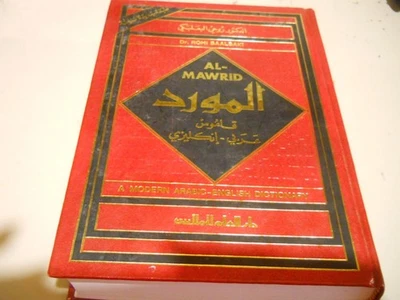 الدكتور روحي البعلبكي
Dr. ROHI BAALBAKI
AL-
MAWRID
المورد
قاموس
عربي - إنكليزي
A MODERN ARABIC-ENGLISH DICTIONARY
دار العلم للملايين